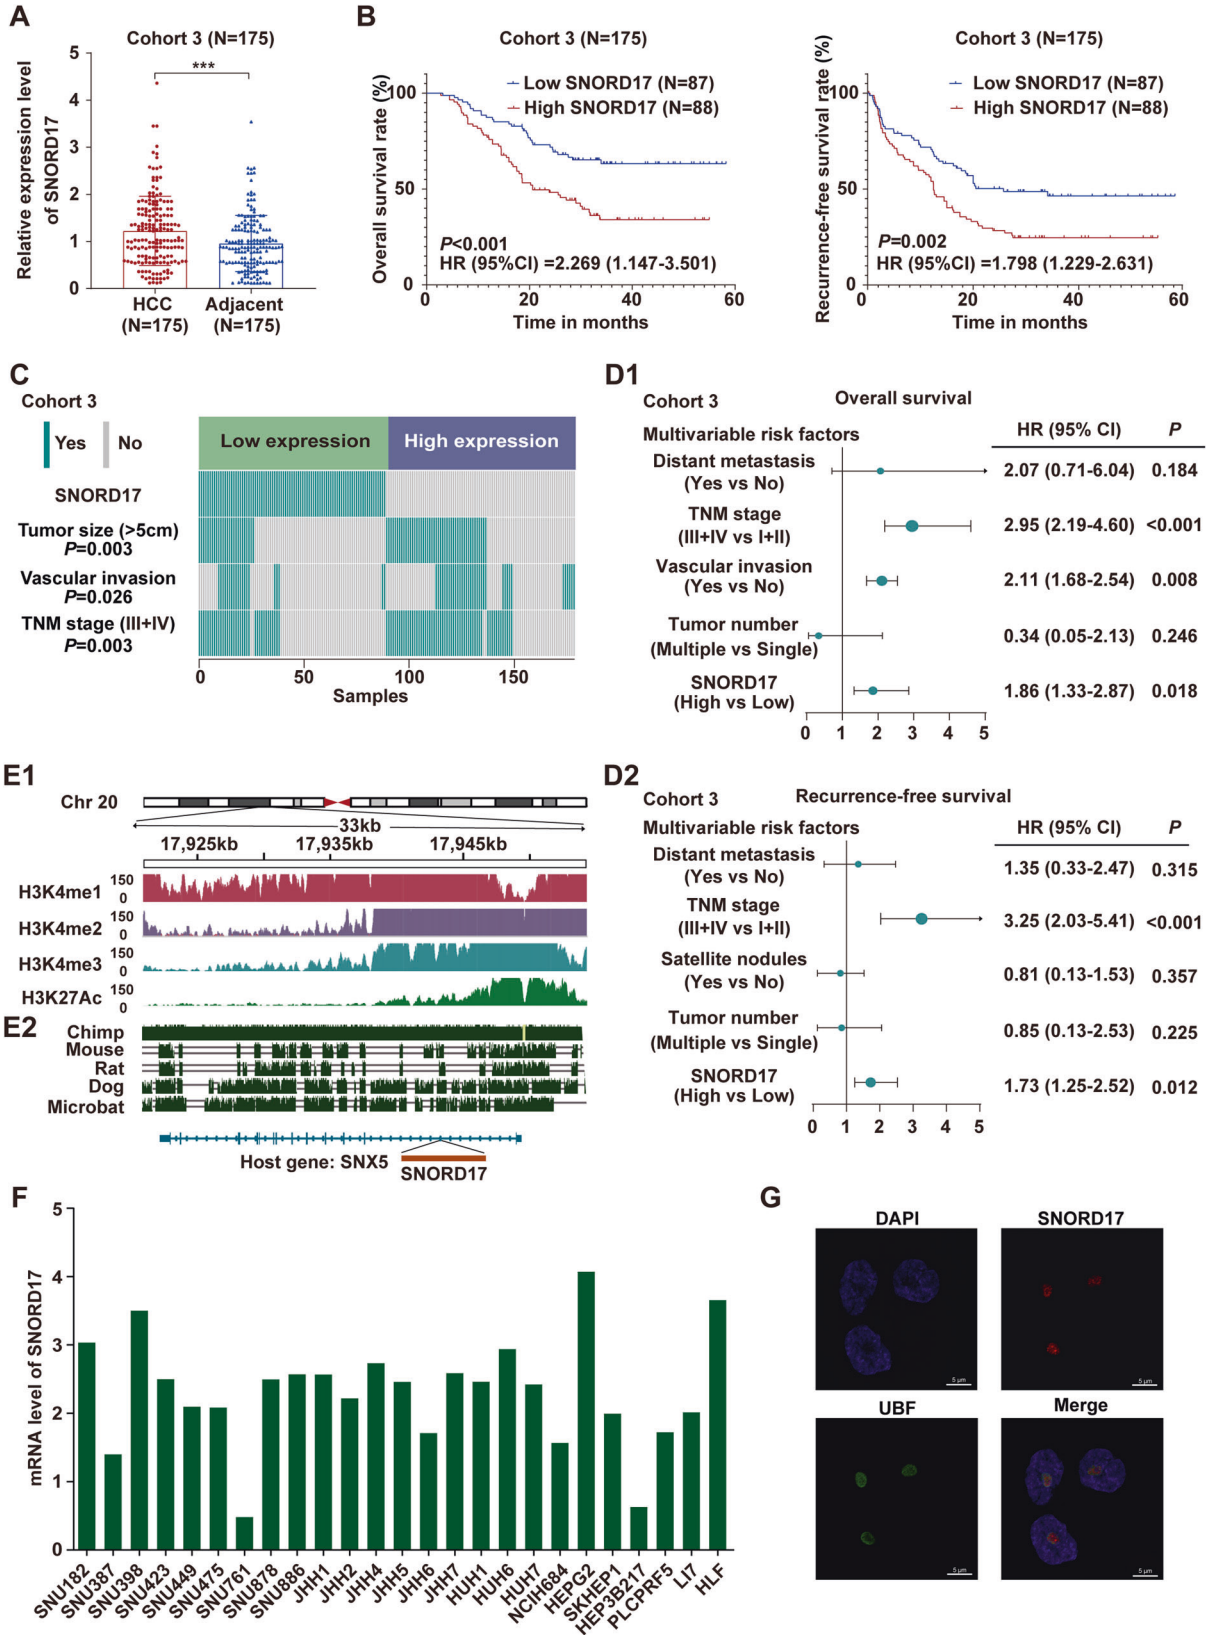 A
Cohort 3 (N=175)
***
Relative expression level
of SNORD17
5
4
3
2
1
0
HCC
(N=175)
Adjacent
(N=175)
B
Cohort 3 (N=175)
Low SNORD17 (N=87)
High SNORD17 (N=88)
Overall survival rate (%)
100
50
0
P<0.001
HR (95%CI) =2.269 (1.147-3.501)
0 20 40 60
Time in months
Cohort 3 (N=175)
Low SNORD17 (N=87)
High SNORD17 (N=88)
Recurrence-free survival rate (%)
100
50
0
P=0.002
HR (95%CI) =1.798 (1.229-2.631)
0 20 40 60
Time in months
C
Cohort 3
Yes No
Low expression High expression
SNORD17
Tumor size (>5cm)
P=0.003
Vascular invasion
P=0.026
TNM stage (III+IV)
P=0.003
0 50 100 150
Samples
D1
Cohort 3
Overall survival
Multivariable risk factors HR (95% CI) P
Distant metastasis
(Yes vs No)
2.07 (0.71-6.04) 0.184
TNM stage
(III+IV vs I+II)
2.95 (2.19-4.60) <0.001
Vascular invasion
(Yes vs No)
2.11 (1.68-2.54) 0.008
Tumor number
(Multiple vs Single)
0.34 (0.05-2.13) 0.246
SNORD17
(High vs Low)
1.86 (1.33-2.87) 0.018
0 1 2 3 4 5
D2
Cohort 3
Recurrence-free survival
Multivariable risk factors HR (95% CI) P
Distant metastasis
(Yes vs No)
1.35 (0.33-2.47) 0.315
TNM stage
(III+IV vs I+II)
3.25 (2.03-5.41) <0.001
Satellite nodules
(Yes vs No)
0.81 (0.13-1.53) 0.357
Tumor number
(Multiple vs Single)
0.85 (0.13-2.53) 0.225
SNORD17
(High vs Low)
1.73 (1.25-2.52) 0.012
0 1 2 3 4 5
E1
Chr 20
33kb
17,925kb 17,935kb 17,945kb
H3K4me1
150
0
H3K4me2
150
0
H3K4me3
150
0
H3K27Ac
150
0
E2
Chimp
Mouse
Rat
Dog
Microbat
Host gene: SNX5
SNORD17
F
mRNA level of SNORD17
5
4
3
2
1
0
SNU182
SNU387
SNU398
SNU423
SNU449
SNU475
SNU761
SNU878
SNU886
JHH1
JHH2
JHH4
JHH5
JHH6
JHH7
HUH1
HUH6
HUH7
NCIH684
HEPG2
SKHEP1
HEP3B217
PLCPRF5
LI7
HLF
G
DAPI
5 µm
SNORD17
5 µm
UBF
5 µm
Merge
5 µm